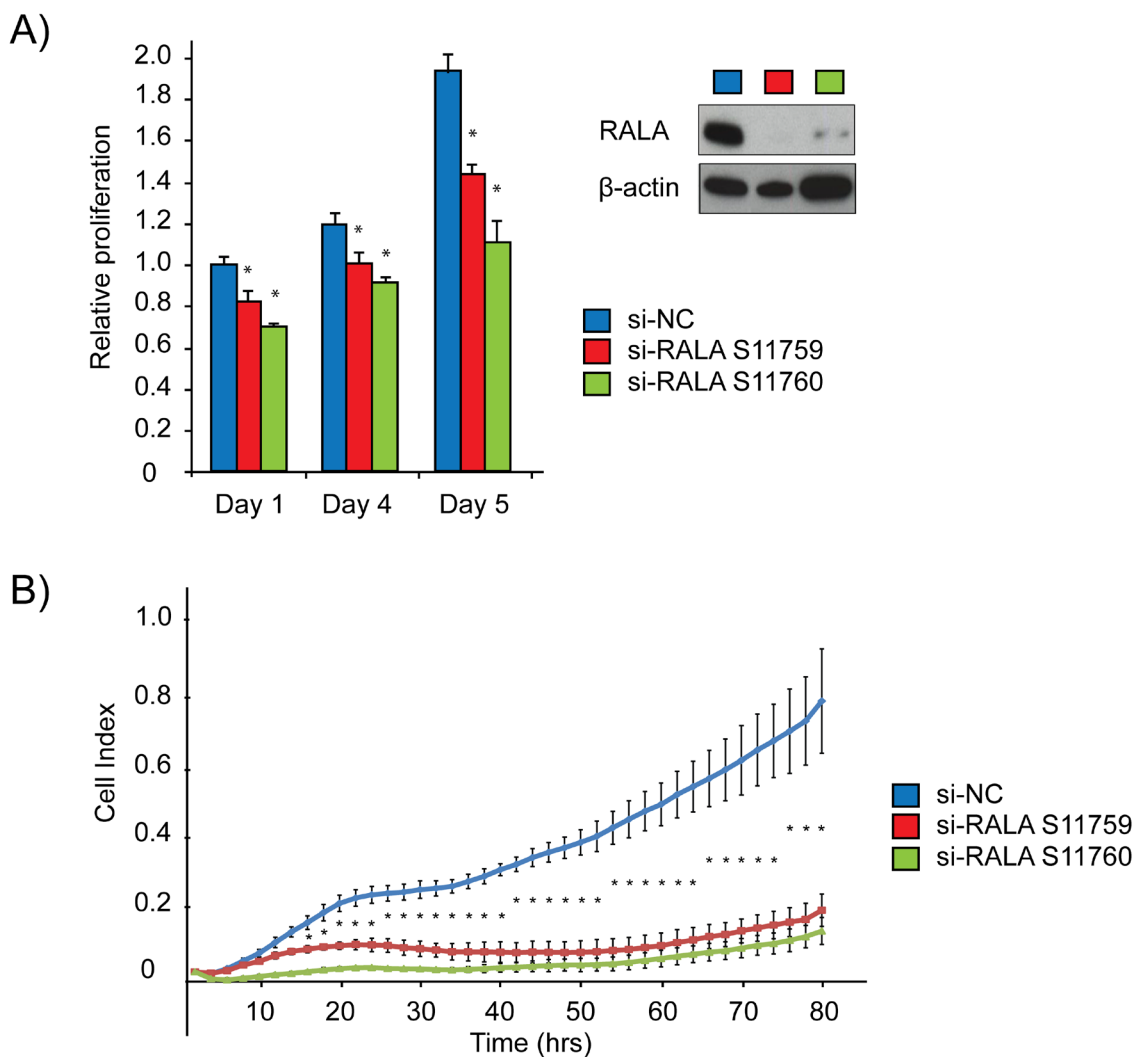 A)
2.0
1.8
1.6
1.4
1.2
1.0
0.8
0.6
0.4
0.2
0
Relative proliferation
* *
* *
* *
Day 1 Day 4 Day 5
RALA
β-actin
si-NC
si-RALA S11759
si-RALA S11760
B)
1.0
0.8
0.6
0.4
0.2
0
Cell Index
* * * * * * * * * * * * * * * * * * * * * * * * * * * * * * * * *
10 20 30 40 50 60 70 80
Time (hrs)
si-NC
si-RALA S11759
si-RALA S11760